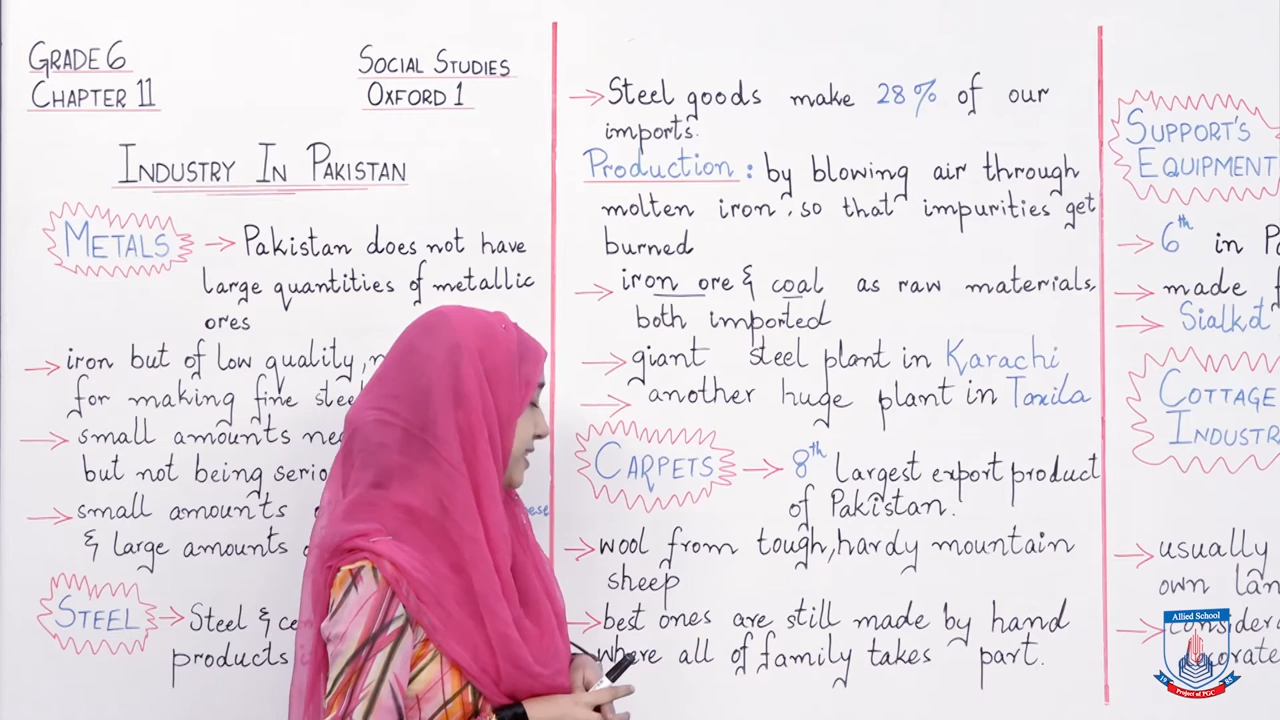 GRADE 6
CHAPTER 11
SOCIAL STUDIES
OXFORD 1
INDUSTRY IN PAKISTAN
METALS → Pakistan does not have
large quantities of metallic
ores
→ iron but of low quality,
for making fine
→ small amounts
but not being
→ small amounts
& large amounts
STEEL → Steel &
products
→ Steel goods make 28% of our
imports.
Production : by blowing air through
molten iron, so that impurities get
burned
→ iron ore & coal as raw materials,
both imported
→ giant steel plant in Karachi
→ another huge plant in Taxila
CARPETS → 8th Largest export product
of Pakistan.
→ wool from tough, hardy mountain
sheep
→ best ones are still made by hand
where all of family takes part.
SUPPORT'S
EQUIPMENT
→ 6th in
→ made
→ Sialkot
COTTAGE
→ usually
own
→
Allied School
19 85
Project of PGC